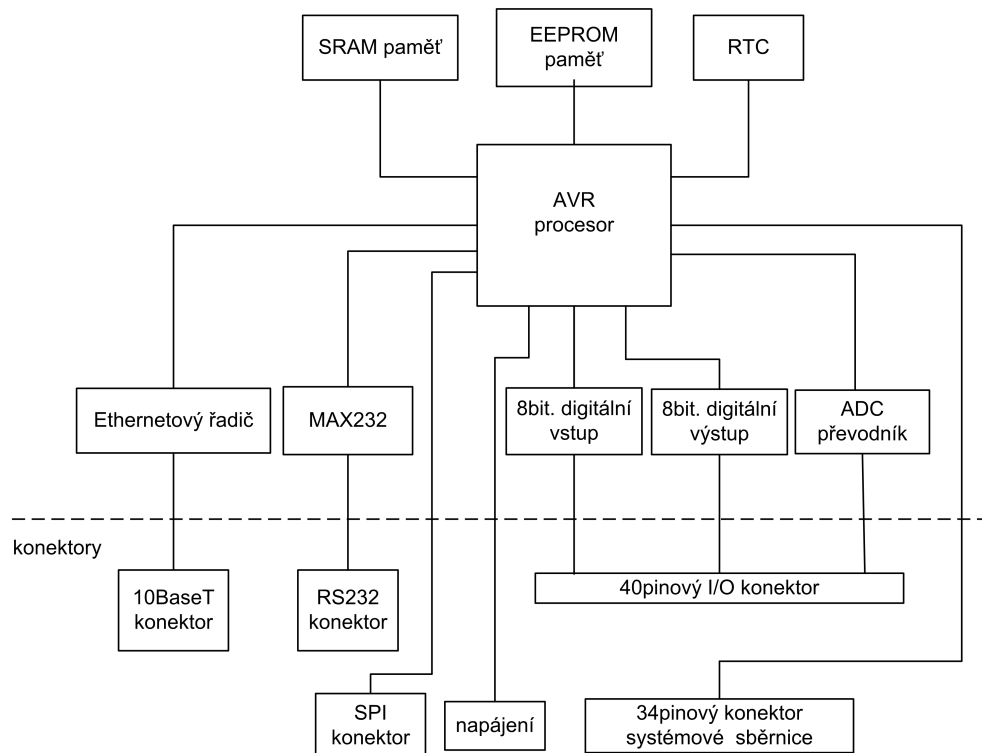 SRAM paměť
EEPROM
paměť
RTC
AVR
procesor
Ethernetový řadič
MAX232
8bit. digitální
vstup
8bit. digitální
výstup
ADC
převodník
konektory
10BaseT
konektor
RS232
konektor
40pinový I/O konektor
SPI
konektor
napájení
34pinový konektor
systémové sběrnice